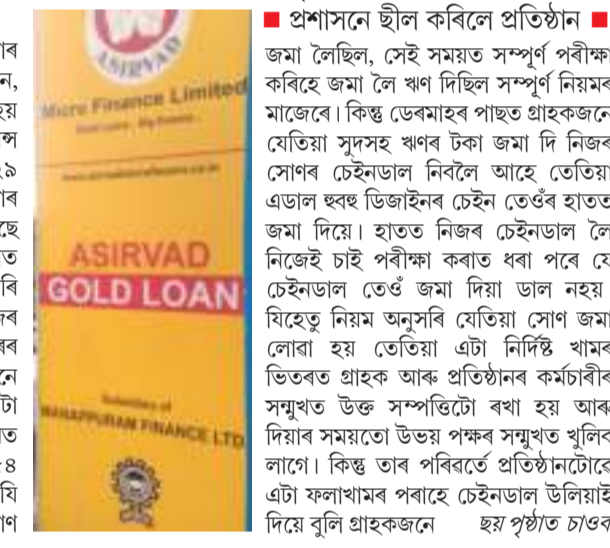 ■ প্ৰশাসনে ছীল কৰিলে প্ৰতিষ্ঠান ■
ASIRVAD
Micro Finance Limited
ASIRVAD
GOLD LOAN
Subsidiary of
MANAPPURAM FINANCE LTD
জমা লৈছিল, সেই সময়ত সম্পূৰ্ণ পৰীক্ষা
কৰিহে জমা লৈ ঋণ দিছিল সম্পূৰ্ণ নিয়মৰ
মাজেৰে। কিন্তু ডেৰমাহৰ পাছত গ্ৰাহকজনে
যেতিয়া সুদসহ ঋণৰ টকা জমা দি নিজৰ
সোণৰ চেইনডাল নিবলৈ আহে তেতিয়া
এডাল হুবহু ডিজাইনৰ চেইন তেওঁৰ হাতত
জমা দিয়ে। হাতত নিজৰ চেইনডাল লৈ
নিজেই চাই পৰীক্ষা কৰাত ধৰা পৰে যে
চেইনডাল তেওঁ জমা দিয়া ডাল নহয়
যিহেতু নিয়ম অনুসৰি যেতিয়া সোণ জমা
লোৱা হয় তেতিয়া এটা নিৰ্দিষ্ট খামৰ
ভিতৰত গ্ৰাহক আৰু প্ৰতিষ্ঠানৰ কৰ্মচাৰীৰ
সন্মুখত উক্ত সম্পত্তিটো ৰখা হয় আৰু
দিয়াৰ সময়তো উভয় পক্ষৰ সন্মুখত খুলিব
লাগে। কিন্তু তাৰ পৰিৱৰ্তে প্ৰতিষ্ঠানটোৱে
এটা ফলাখামৰ পৰাহে চেইনডাল উলিয়াই
দিয়ে বুলি গ্ৰাহকজনে ছয় পৃষ্ঠাত চাওক